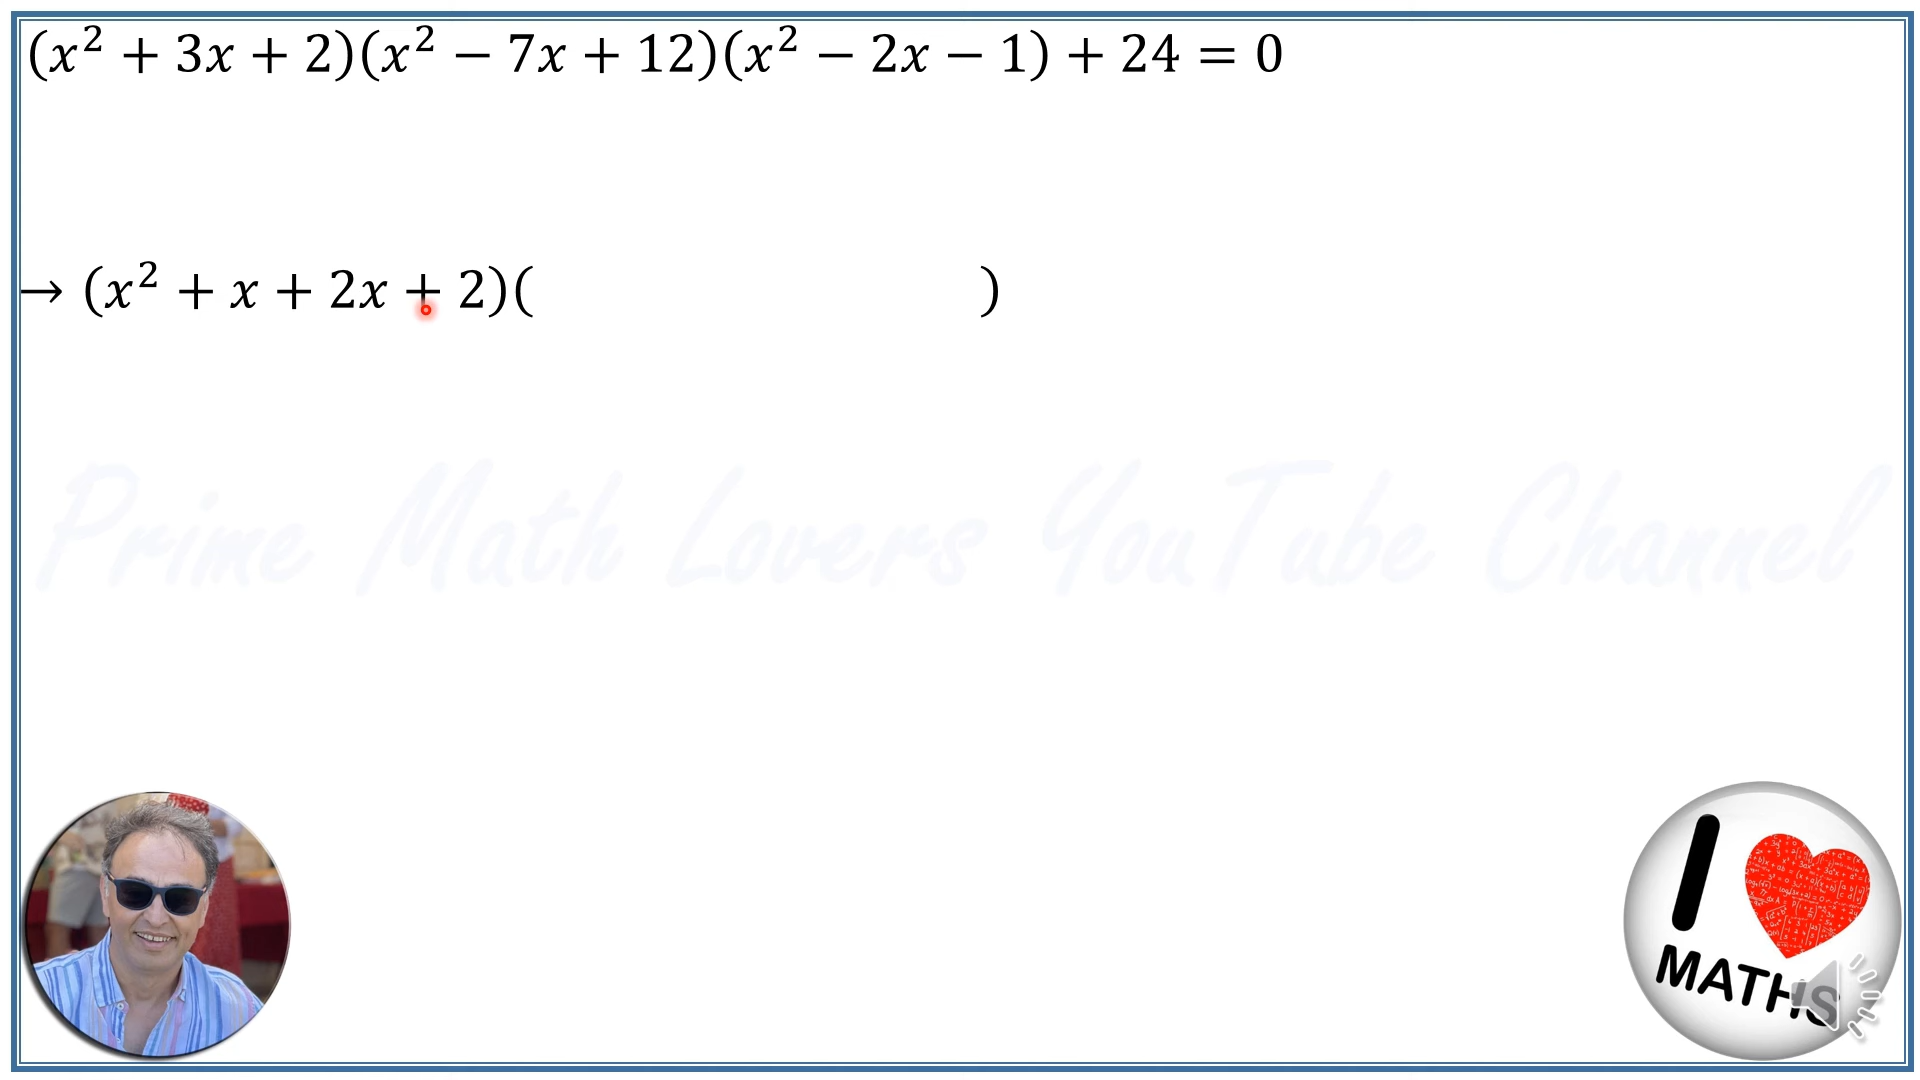 (x² + 3x + 2)(x² − 7x + 12)(x² − 2x − 1) + 24 = 0
→ (x² + x + 2x + 2)( )
Prime Math Lovers YouTube Channel
I
MATHS